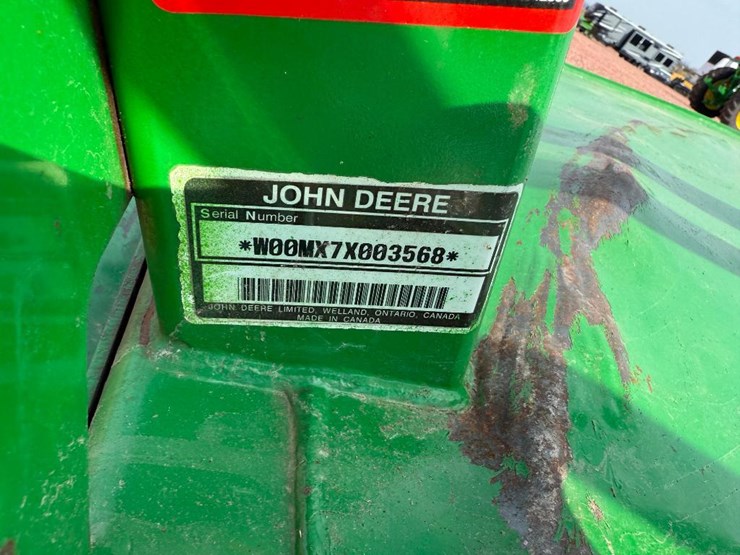 JOHN DEERE
Serial Number
*W00MX7X003568*
JOHN DEERE LIMITED, WELLAND, ONTARIO, CANADA
MADE IN CANADA